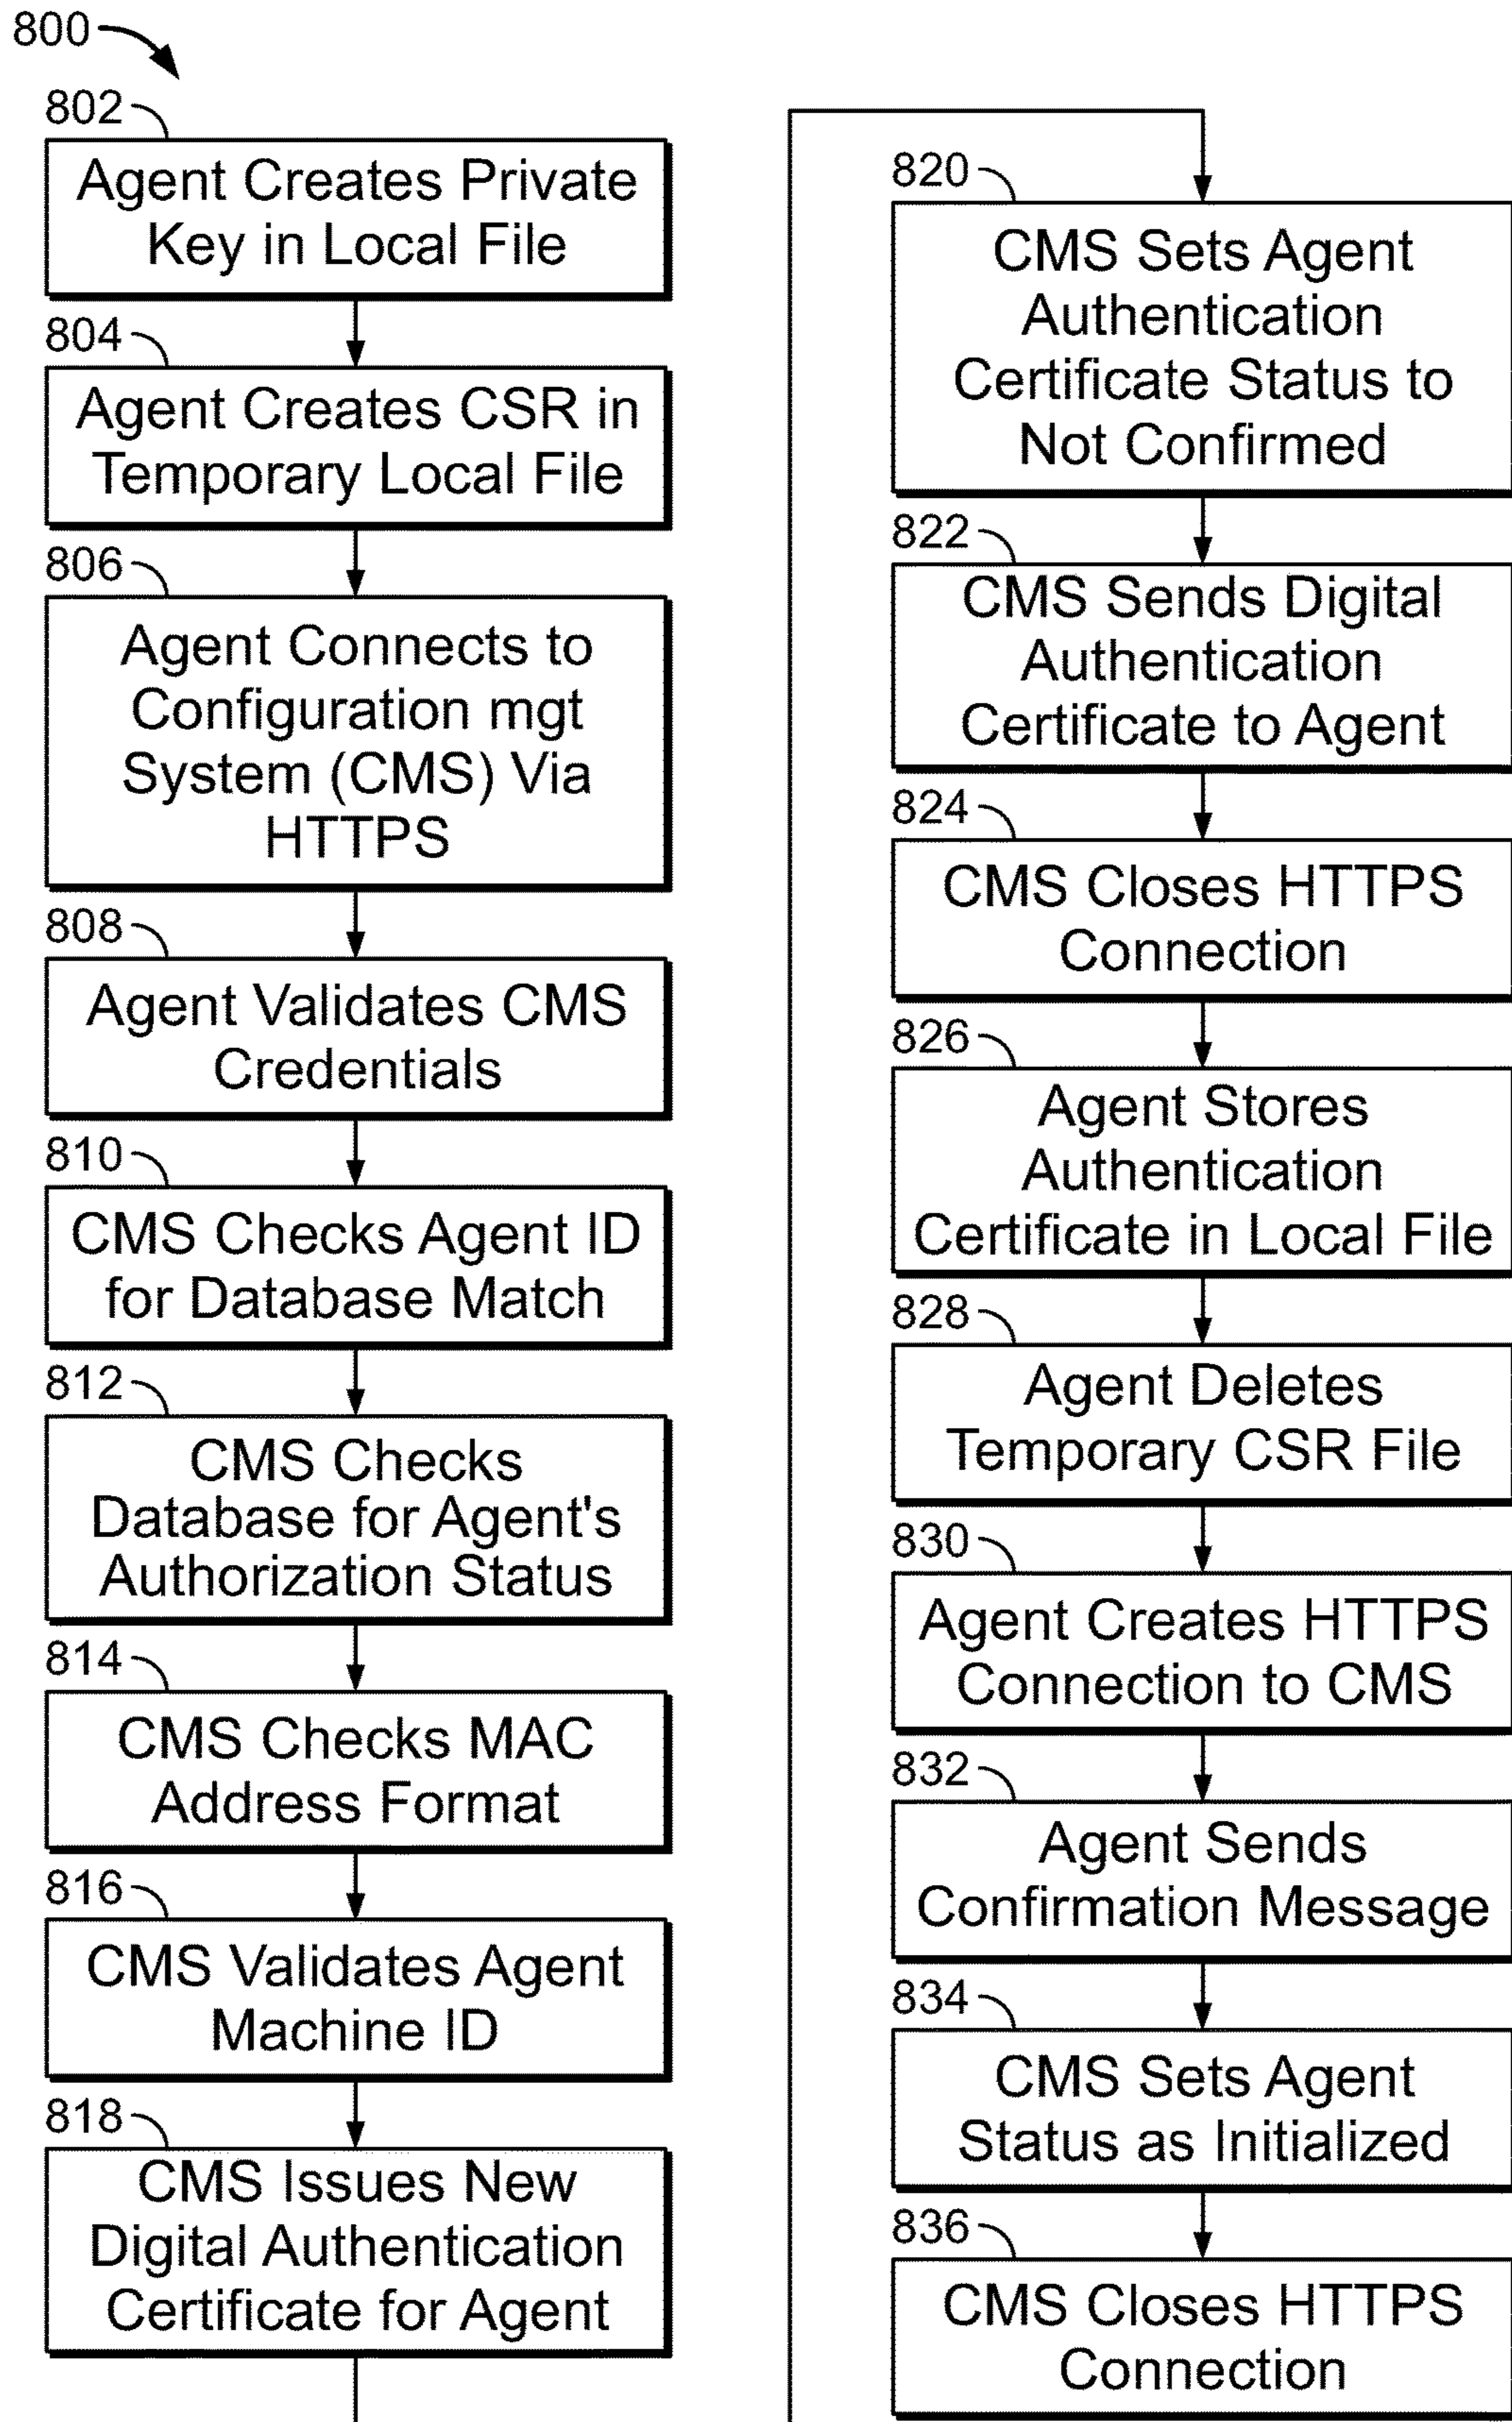 800
802
Agent Creates Private
Key in Local File
804
Agent Creates CSR in
Temporary Local File
806
Agent Connects to
Configuration mgt
System (CMS) Via
HTTPS
808
Agent Validates CMS
Credentials
810
CMS Checks Agent ID
for Database Match
812
CMS Checks
Database for Agent's
Authorization Status
814
CMS Checks MAC
Address Format
816
CMS Validates Agent
Machine ID
818
CMS Issues New
Digital Authentication
Certificate for Agent
820
CMS Sets Agent
Authentication
Certificate Status to
Not Confirmed
822
CMS Sends Digital
Authentication
Certificate to Agent
824
CMS Closes HTTPS
Connection
826
Agent Stores
Authentication
Certificate in Local File
828
Agent Deletes
Temporary CSR File
830
Agent Creates HTTPS
Connection to CMS
832
Agent Sends
Confirmation Message
834
CMS Sets Agent
Status as Initialized
836
CMS Closes HTTPS
Connection